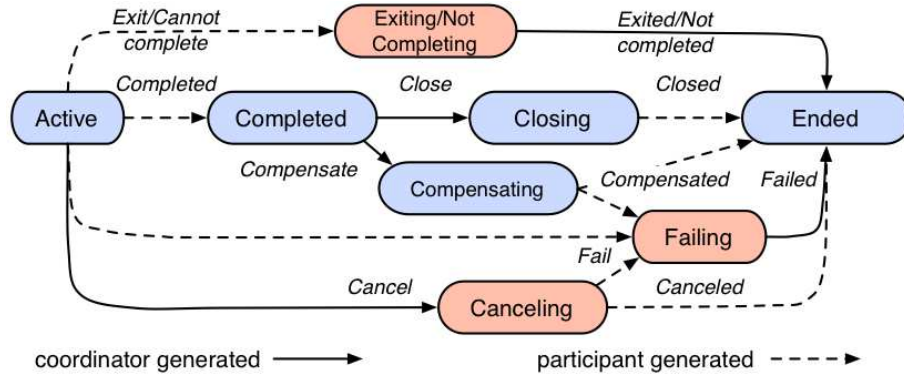 Exit/Cannot
complete
Exiting/Not
Completing
Exited/Not
completed
Completed
Close
Closed
Active
Completed
Closing
Ended
Compensate
Compensating
Compensated
Failed
Failing
Fail
Cancel
Canceling
Canceled
coordinator generated
participant generated